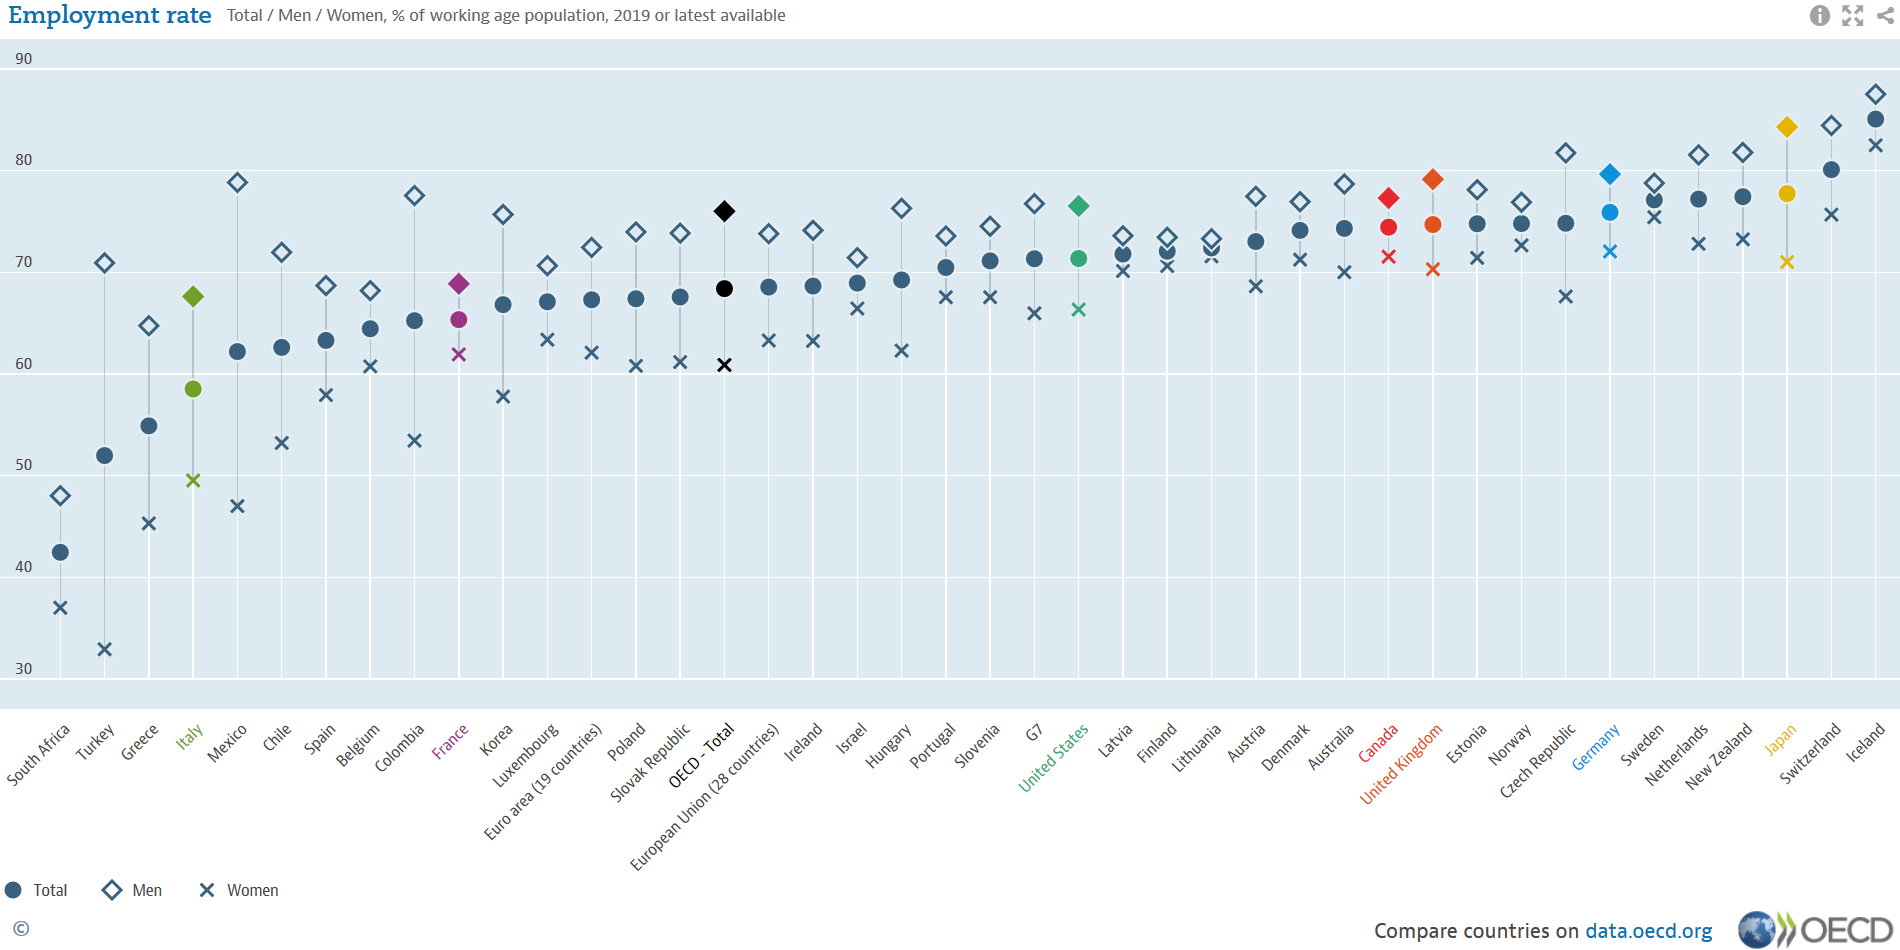 Employment rate Total / Men / Women, % of working age population, 2019 or latest available
90
80
70
60
50
40
30
South Africa
Turkey
Greece
Italy
Mexico
Chile
Spain
Belgium
Colombia
France
Korea
Luxembourg
Euro area (19 countries)
Poland
Slovak Republic
OECD - Total
European Union (28 countries)
Ireland
Israel
Hungary
Portugal
Slovenia
G7
United States
Latvia
Finland
Lithuania
Austria
Denmark
Australia
Canada
United Kingdom
Estonia
Norway
Czech Republic
Germany
Sweden
Netherlands
New Zealand
Japan
Switzerland
Iceland
Total Men Women
©
Compare countries on data.oecd.org
OECD